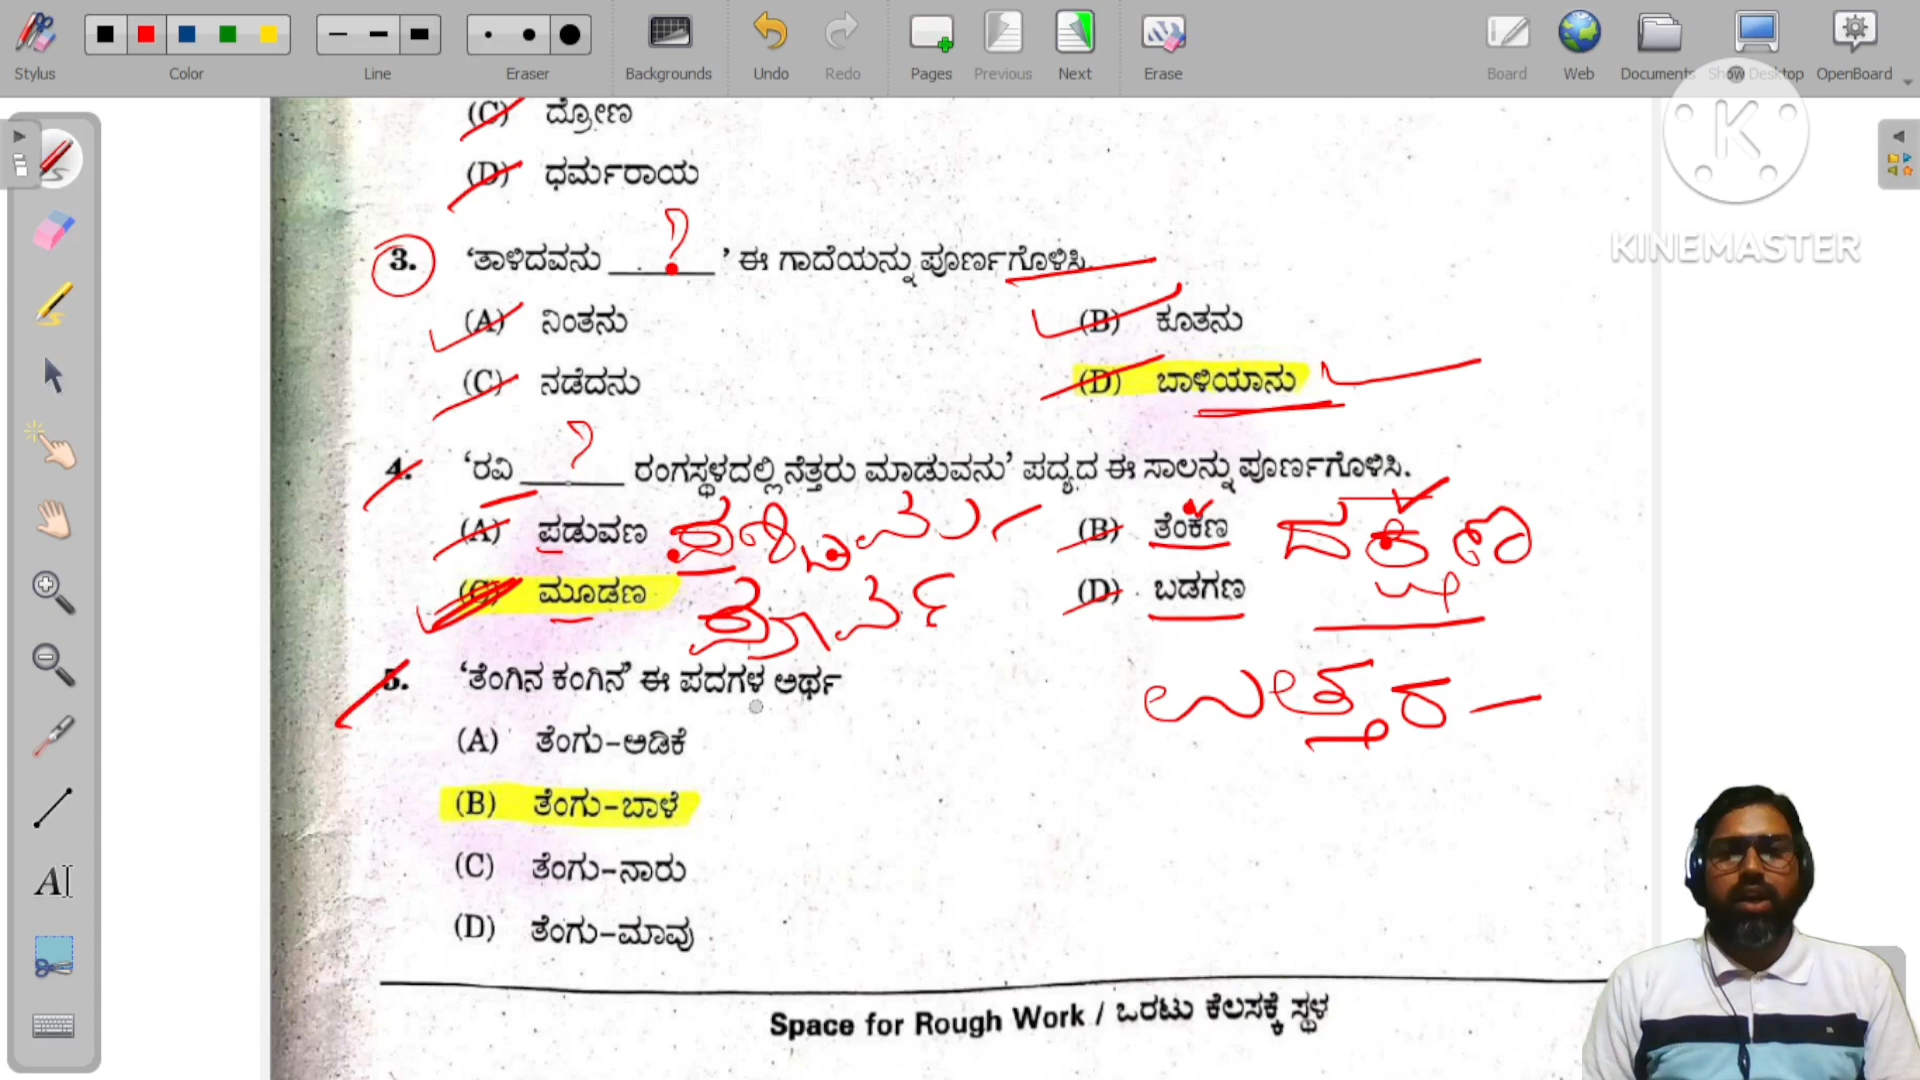 Stylus Color Line Eraser Backgrounds Undo Redo Pages Previous Next Erase Board Web Documents Show Desktop OpenBoard
(C) ದ್ರೋಣ
(D) ಧರ್ಮರಾಯ
K
KINEMASTER
?
3. 'ತಾಳಿದವನು ______ ' ಈ ಗಾದೆಯನ್ನು ಪೂರ್ಣಗೊಳಿಸಿ.
(A) ನಿಂತನು (B) ಕೂತನು
(C) ನಡೆದನು (D) ಬಾಳಿಯಾನು
?
4. 'ರವಿ ______ ರಂಗಸ್ಥಳದಲ್ಲಿ ನೆತ್ತರು ಮಾಡುವನು' ಪದ್ಯದ ಈ ಸಾಲನ್ನು ಪೂರ್ಣಗೊಳಿಸಿ.
(A) ಪಡುವಣ ಪಶ್ಚಿಮ (B) ತೆಂಕಣ ದಕ್ಷಿಣ
(C) ಮೂಡಣ ಪೂರ್ವ (D) ಬಡಗಣ
ಉತ್ತರ
5. 'ತೆಂಗಿನ ಕಂಗಿನ' ಈ ಪದಗಳ ಅರ್ಥ
(A) ತೆಂಗು-ಅಡಿಕೆ
(B) ತೆಂಗು-ಬಾಳೆ
(C) ತೆಂಗು-ನಾರು
(D) ತೆಂಗು-ಮಾವು
Space for Rough Work / ಒರಟು ಕೆಲಸಕ್ಕೆ ಸ್ಥಳ